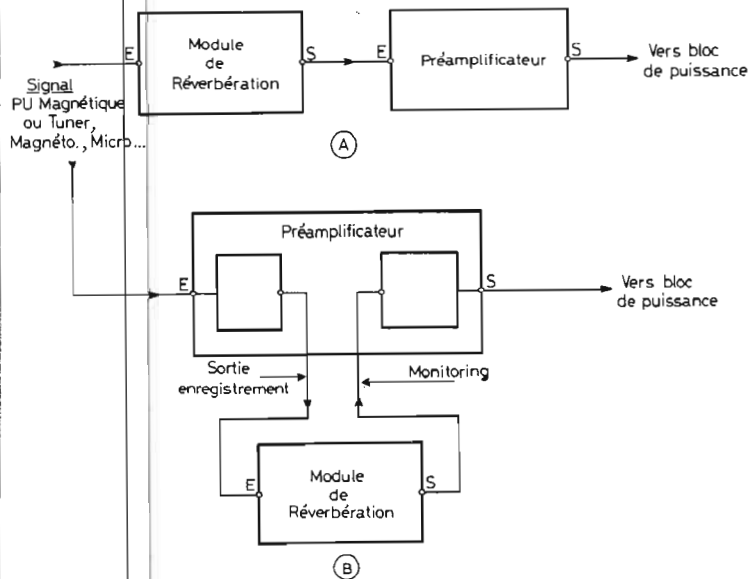 E
Module
de
Réverbération
S
E
Préamplificateur
S
Vers bloc
de puissance
Signal
PU Magnétique
ou Tuner,
Magnéto., Micro...
A
Préamplificateur
E
S
Vers bloc
de puissance
Sortie
enregistrement
Monitoring
E
Module
de
Réverbération
S
B